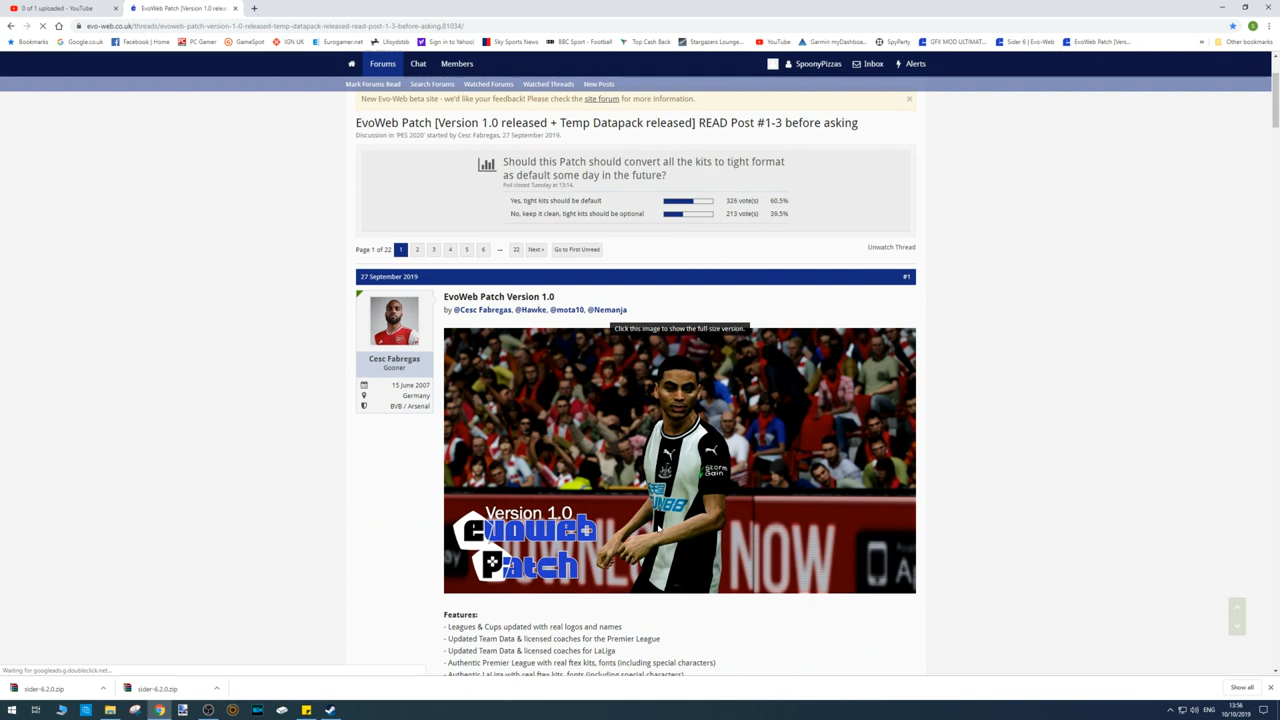 0 of 1 uploaded - YouTube
EvoWeb Patch [Version 1.0 relea
evo-web.co.uk/threads/evoweb-patch-version-1-0-released-temp-datapack-released-read-post-1-3-before-asking.81034/
Bookmarks
Google.co.uk
Facebook | Home
PC Gamer
GameSpot
IGN UK
Eurogamer.net
Lloydstsb
Sign in to Yahoo!
Sky Sports News
BBC Sport - Football
Top Cash Back
Stargazers Lounge...
YouTube
Garmin myDashboa...
SpyParty
GFX MOD ULTIMAT...
Sider 6 | Evo-Web
EvoWeb Patch [Vers...
»
Other bookmarks
Forums
Chat
Members
SpoonyPizzas
Inbox
Alerts
Mark Forums Read
Search Forums
Watched Forums
Watched Threads
New Posts
New Evo-Web beta site - we'd like your feedback! Please check the site forum for more information.
EvoWeb Patch [Version 1.0 released + Temp Datapack released] READ Post #1-3 before asking
Discussion in 'PES 2020' started by Cesc Fabregas, 27 September 2019.
Should this Patch should convert all the kits to tight format
as default some day in the future?
Poll closed Tuesday at 13:14.
Yes, tight kits should be default 326 vote(s) 60.5%
No, keep it clean, tight kits should be optional 213 vote(s) 39.5%
Page 1 of 22 1 2 3 4 5 6 → 22 Next > Go to First Unread
Unwatch Thread
27 September 2019
#1
EvoWeb Patch Version 1.0
by @Cesc Fabregas, @Hawke, @mota10, @Nemanja
Click this image to show the full-size version.
Cesc Fabregas
Gooner
15 June 2007
Germany
BVB / Arsenal
Storm
Gain
Version 1.0
evoweb
Patch
NOW
Features:
- Leagues & Cups updated with real logos and names
- Updated Team Data & licensed coaches for the Premier League
- Updated Team Data & licensed coaches for LaLiga
- Authentic Premier League with real ftex kits, fonts (including special characters)
- Authentic LaLiga with real ftex kits, fonts (including special characters)
Waiting for googleads.g.doubleclick.net...
sider-6.2.0.zip
sider-6.2.0.zip
Show all
ENG
13:56
10/10/2019